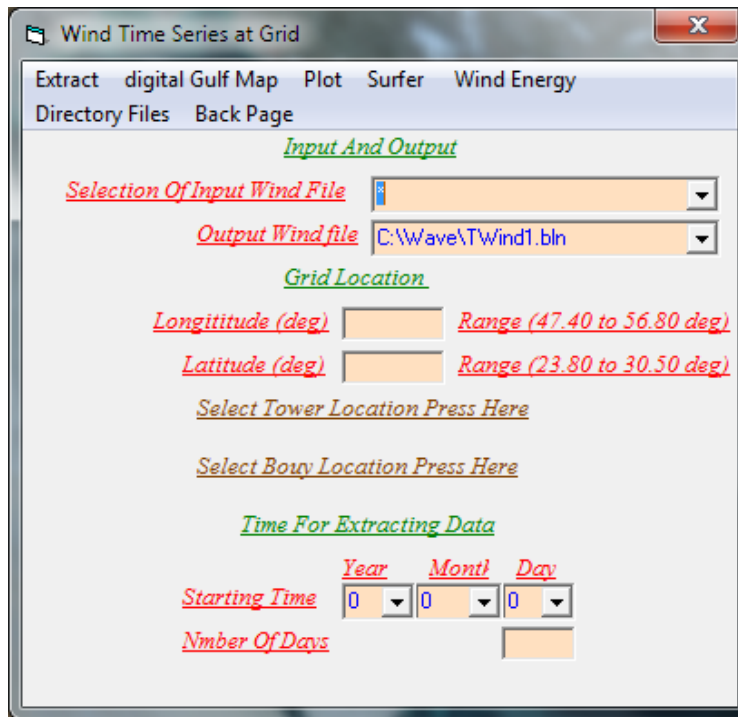 Wind Time Series at Grid
Extract digital Gulf Map Plot Surfer Wind Energy
Directory Files Back Page
Input And Output
Selection Of Input Wind File *
Output Wind file C:\Wave\TWind1.bln
Grid Location
Longititude (deg) Range (47.40 to 56.80 deg)
Latitude (deg) Range (23.80 to 30.50 deg)
Select Tower Location Press Here
Select Bouy Location Press Here
Time For Extracting Data
Year Month Day
Starting Time 0 0 0
Nmber Of Days